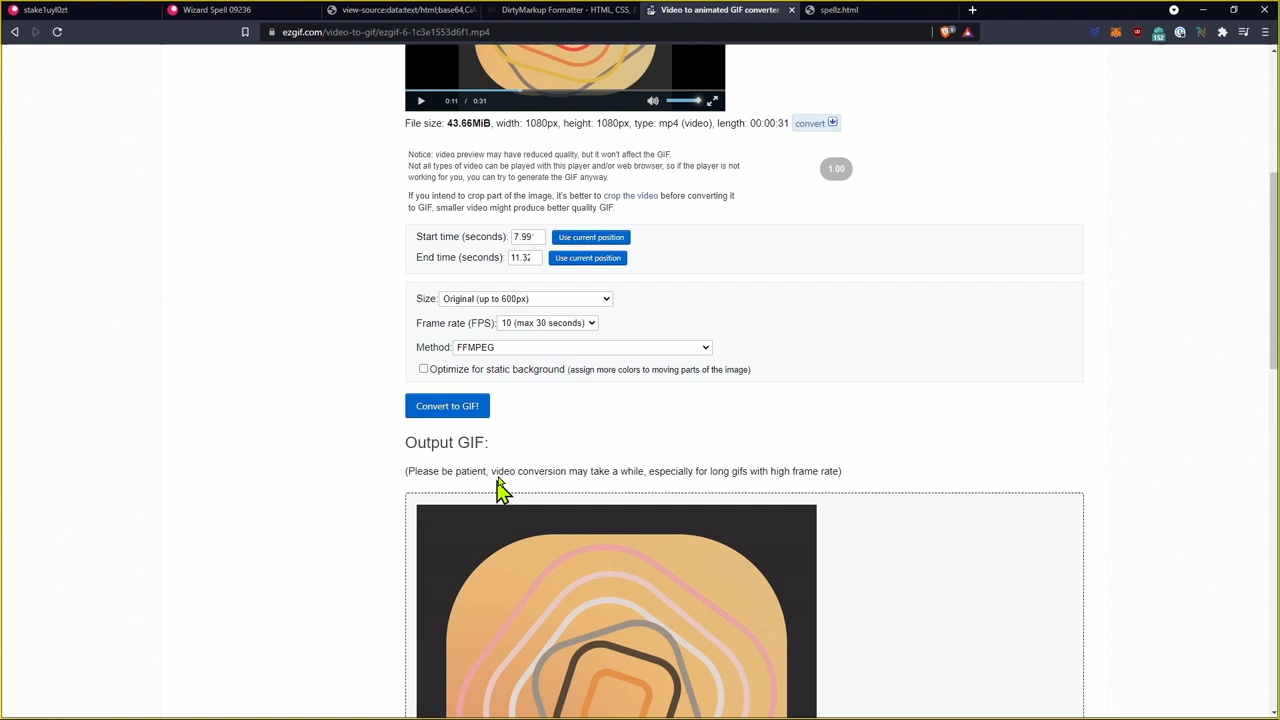 stake1uyl0zt
Wizard Spell 09236
view-source:data:text/html;base64,CiA
DirtyMarkup Formatter - HTML, CSS, J
Video to animated GIF converter
spellz.html
ezgif.com/video-to-gif/ezgif-6-1c3e1553d6f1.mp4
6
152
0:11 / 0:31
File size: 43.66MiB, width: 1080px, height: 1080px, type: mp4 (video), length: 00:00:31 convert
Notice: video preview may have reduced quality, but it won't affect the GIF.
Not all types of video can be played with this player and/or web browser, so if the player is not
working for you, you can try to generate the GIF anyway.
1.00
If you intend to crop part of the image, it's better to crop the video before converting it
to GIF, smaller video might produce better quality GIF.
Start time (seconds): 7.99 Use current position
End time (seconds): 11.32 Use current position
Size: Original (up to 600px)
Frame rate (FPS): 10 (max 30 seconds)
Method: FFMPEG
Optimize for static background (assign more colors to moving parts of the image)
Convert to GIF!
Output GIF:
(Please be patient, video conversion may take a while, especially for long gifs with high frame rate)